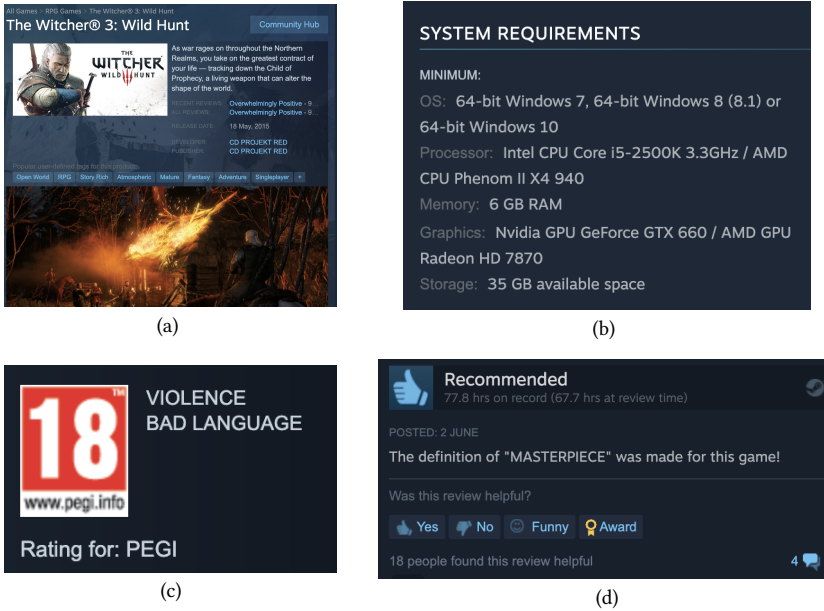 All Games > RPG Games > The Witcher® 3: Wild Hunt
The Witcher® 3: Wild Hunt
Community Hub
THE
WITCHER
WILD HUNT
As war rages on throughout the Northern
Realms, you take on the greatest contract of
your life — tracking down the Child of
Prophecy, a living weapon that can alter the
shape of the world.
RECENT REVIEWS: Overwhelmingly Positive - 9
ALL REVIEWS: Overwhelmingly Positive - 9
RELEASE DATE: 18 May, 2015
DEVELOPER: CD PROJEKT RED
PUBLISHER: CD PROJEKT RED
Popular user-defined tags for this product:
Open World RPG Story Rich Atmospheric Mature Fantasy Adventure Singleplayer +
(a)
SYSTEM REQUIREMENTS
MINIMUM:
OS: 64-bit Windows 7, 64-bit Windows 8 (8.1) or
64-bit Windows 10
Processor: Intel CPU Core i5-2500K 3.3GHz / AMD
CPU Phenom II X4 940
Memory: 6 GB RAM
Graphics: Nvidia GPU GeForce GTX 660 / AMD GPU
Radeon HD 7870
Storage: 35 GB available space
(b)
18 TM
www.pegi.info
VIOLENCE
BAD LANGUAGE
Rating for: PEGI
(c)
Recommended
77.8 hrs on record (67.7 hrs at review time)
POSTED: 2 JUNE
The definition of "MASTERPIECE" was made for this game!
Was this review helpful?
Yes No Funny Award
18 people found this review helpful
4
(d)